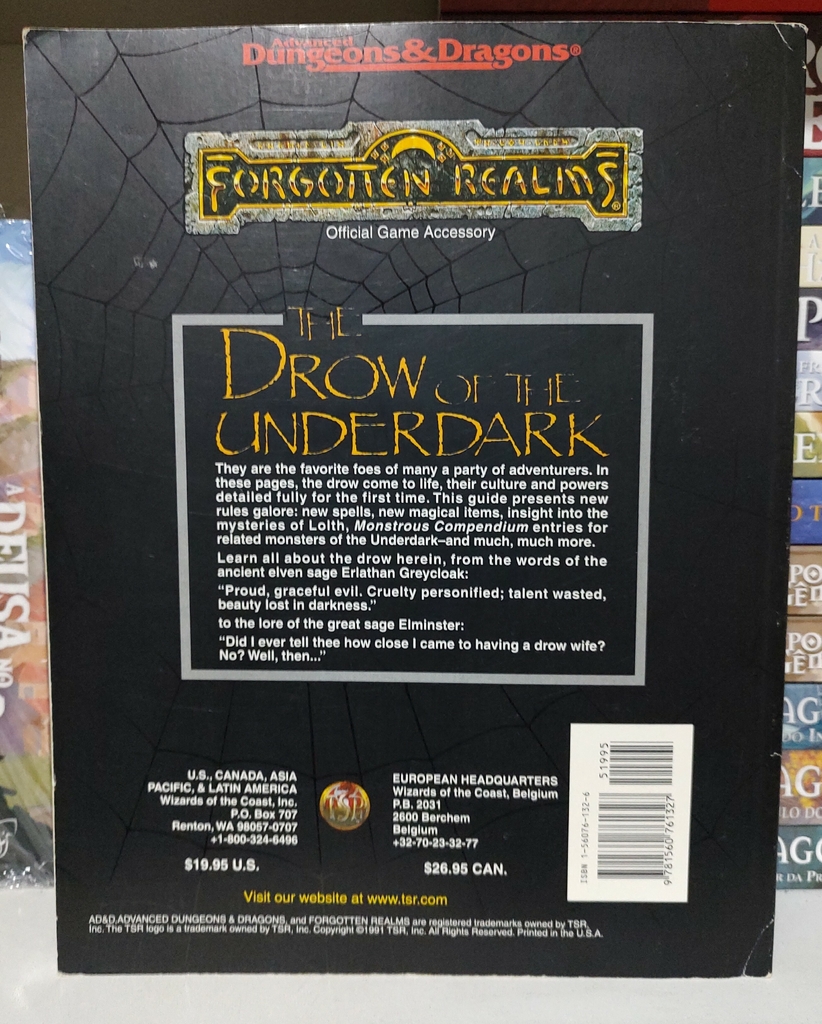 Advanced
Dungeons & Dragons®
FORGOTTEN REALMS®
Official Game Accessory
THE
DROW OF THE
UNDERDARK
They are the favorite foes of many a party of adventurers. In
these pages, the drow come to life, their culture and powers
detailed fully for the first time. This guide presents new
rules galore: new spells, new magical items, insight into the
mysteries of Lolth, Monstrous Compendium entries for
related monsters of the Underdark–and much, much more.
Learn all about the drow herein, from the words of the
ancient elven sage Erlathan Greycloak:
“Proud, graceful evil. Cruelty personified; talent wasted,
beauty lost in darkness.”
to the lore of the great sage Elminster:
“Did I ever tell thee how close I came to having a drow wife?
No? Well, then...”
U.S., CANADA, ASIA
PACIFIC, & LATIN AMERICA
Wizards of the Coast, Inc.
P.O. Box 707
Renton, WA 98057-0707
+1-800-324-6496
$19.95 U.S.
TSR
EUROPEAN HEADQUARTERS
Wizards of the Coast, Belgium
P.B. 2031
2600 Berchem
Belgium
+32-70-23-32-77
$26.95 CAN.
51995
ISBN 1-56076-132-6
9781560761327
Visit our website at www.tsr.com
AD&D,ADVANCED DUNGEONS & DRAGONS, and FORGOTTEN REALMS are registered trademarks owned by TSR,
Inc. The TSR logo is a trademark owned by TSR, Inc. Copyright ©1991 TSR, Inc. All Rights Reserved. Printed in the U.S.A.
A DEUSA NO